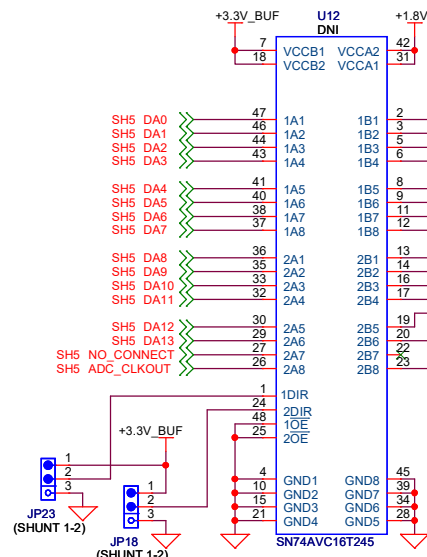 +3.3V_BUF U12 +1.8V
DNI
7 VCCB1 VCCA2 42
18 VCCB2 VCCA1 31
SH5 DA0 47 1A1 1B1 2
SH5 DA1 46 1A2 1B2 3
SH5 DA2 44 1A3 1B3 5
SH5 DA3 43 1A4 1B4 6
SH5 DA4 41 1A5 1B5 8
SH5 DA5 40 1A6 1B6 9
SH5 DA6 38 1A7 1B7 11
SH5 DA7 37 1A8 1B8 12
SH5 DA8 36 2A1 2B1 13
SH5 DA9 35 2A2 2B2 14
SH5 DA10 33 2A3 2B3 16
SH5 DA11 32 2A4 2B4 17
SH5 DA12 30 2A5 2B5 19
SH5 DA13 29 2A6 2B6 20
SH5 NO_CONNECT 27 2A7 2B7 22
SH5 ADC_CLKOUT 26 2A8 2B8 23
1 1DIR
24 2DIR
48 1OE
25 2OE
+3.3V_BUF
1
2
3
JP23
(SHUNT 1-2)
1
2
3
JP18
(SHUNT 1-2)
4 GND1 GND8 45
10 GND2 GND7 39
15 GND3 GND6 34
21 GND4 GND5 28
SN74AVC16T245